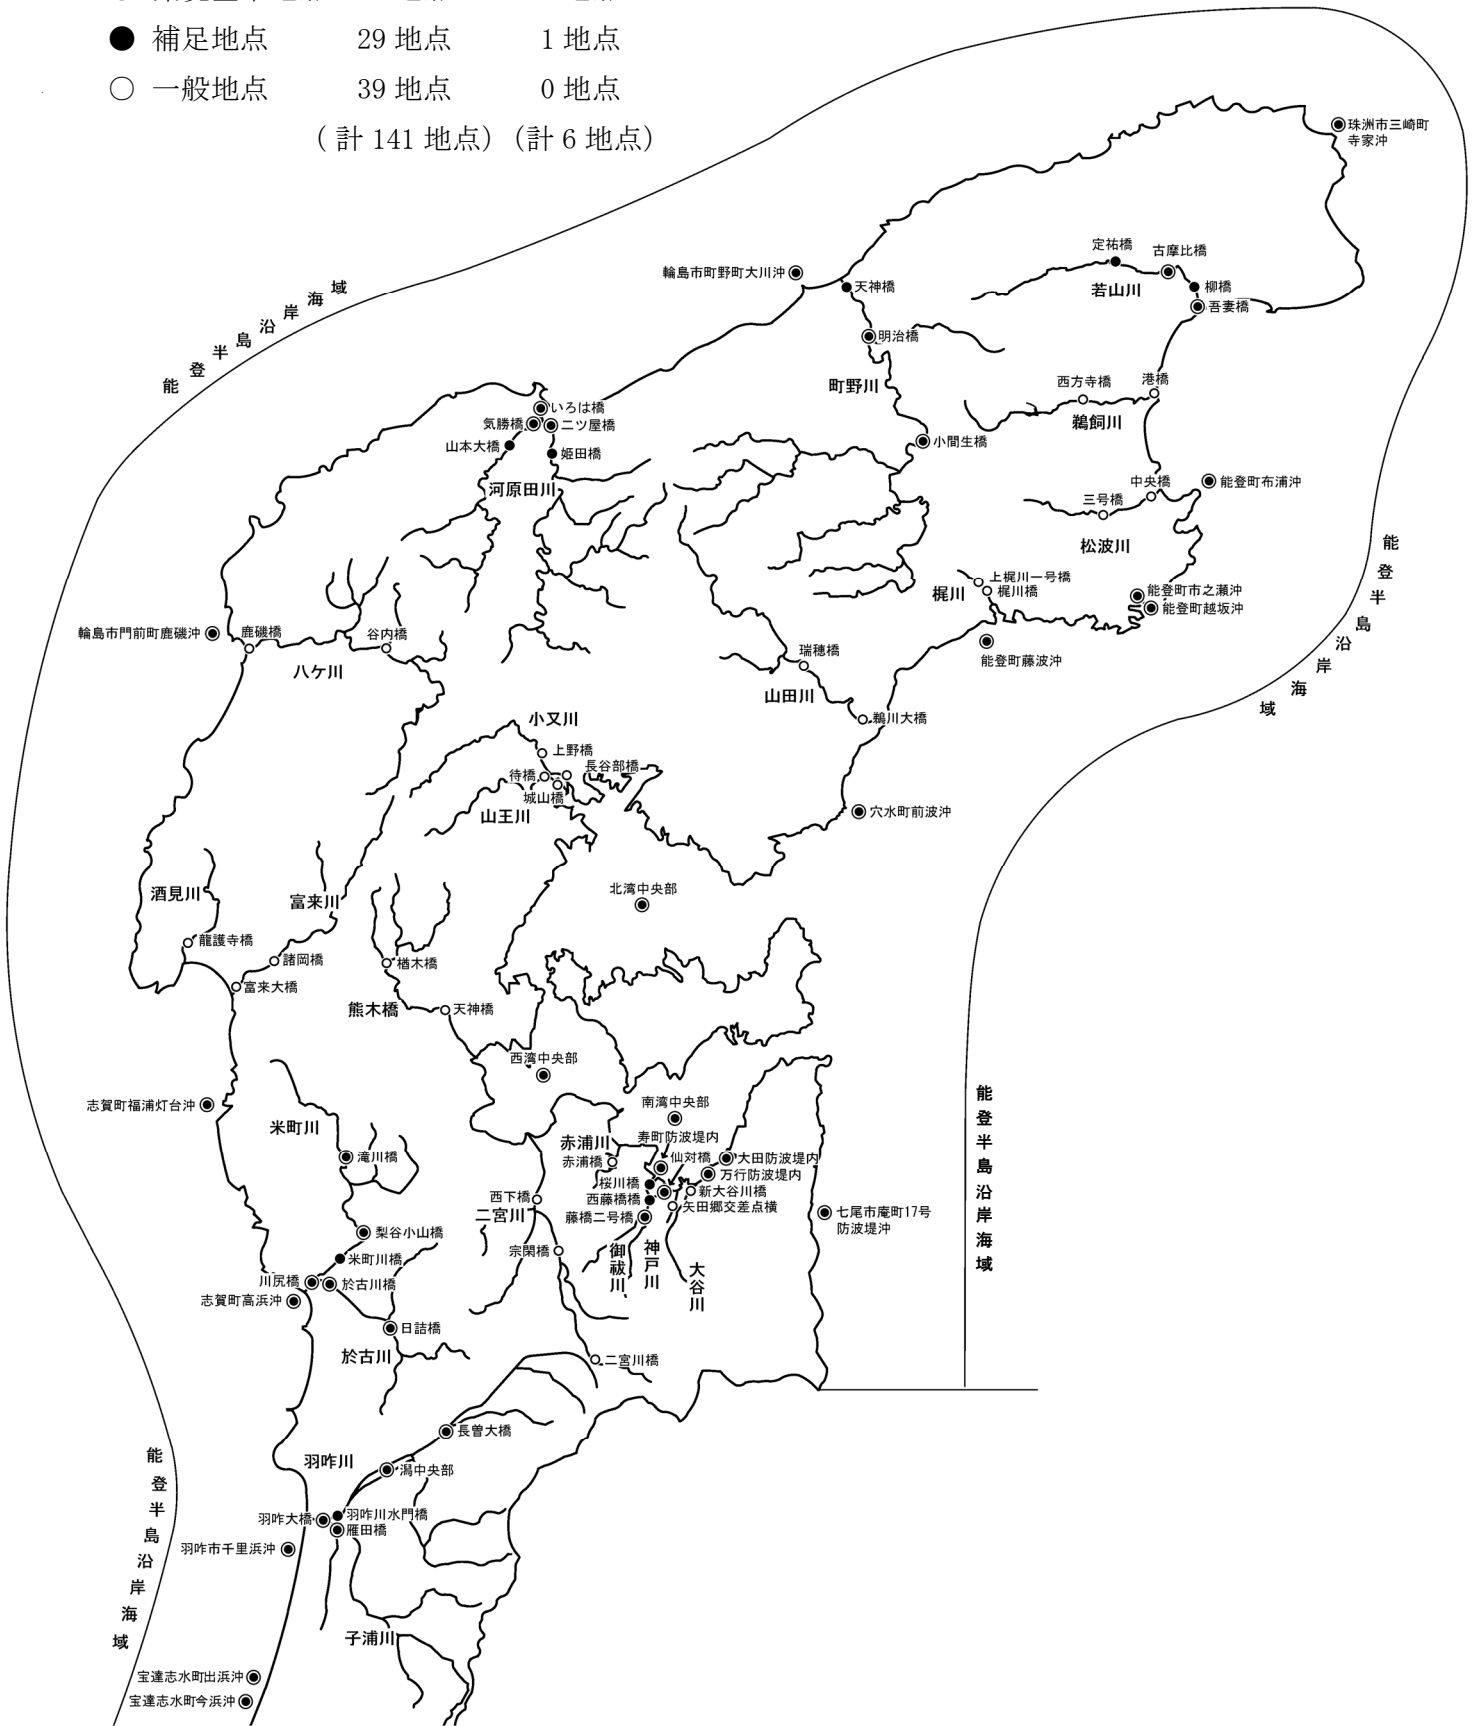 ● 補足地点 29 地点 1 地点
○ 一般地点 39 地点 0 地点
( 計 141 地点) (計 6 地点)
珠洲市三崎町
寺家沖
定祐橋
古摩比橋
輪島市町野町大川沖
天神橋
若山川
柳橋
吾妻橋
能登半島沿岸海域
明治橋
町野川
西方寺橋
港橋
鵜飼川
いろは橋
気勝橋
二ツ屋橋
山本大橋
姫田橋
小間生橋
河原田川
中央橋
能登町布浦沖
三号橋
松波川
能登半島沿岸海域
上梶川一号橋
梶川
梶川橋
能登町市之瀬沖
能登町越坂沖
輪島市門前町鹿磯沖
鹿磯橋
谷内橋
八ケ川
瑞穂橋
能登町藤波沖
山田川
鵜川大橋
小又川
上野橋
待橋
長谷部橋
城山橋
山王川
穴水町前波沖
酒見川
富来川
北湾中央部
龍護寺橋
諸岡橋
楢木橋
富来大橋
熊木橋
天神橋
西湾中央部
志賀町福浦灯台沖
米町川
南湾中央部
寿町防波堤内
赤浦川
滝川橋
赤浦橋
仙対橋
大田防波堤内
万行防波堤内
桜川橋
新大谷川橋
西下橋
西藤橋橋
矢田郷交差点横
二宮川
藤橋二号橋
七尾市庵町17号
防波堤沖
能登半島沿岸海域
梨谷小山橋
宗閑橋
御祓川
神戸川
大谷川
米町川橋
川尻橋
於古川橋
志賀町高浜沖
日詰橋
於古川
二宮川橋
長曽大橋
羽咋川
潟中央部
能登半島沿岸海域
羽咋大橋
羽咋川水門橋
雁田橋
羽咋市千里浜沖
子浦川
宝達志水町出浜沖
宝達志水町今浜沖